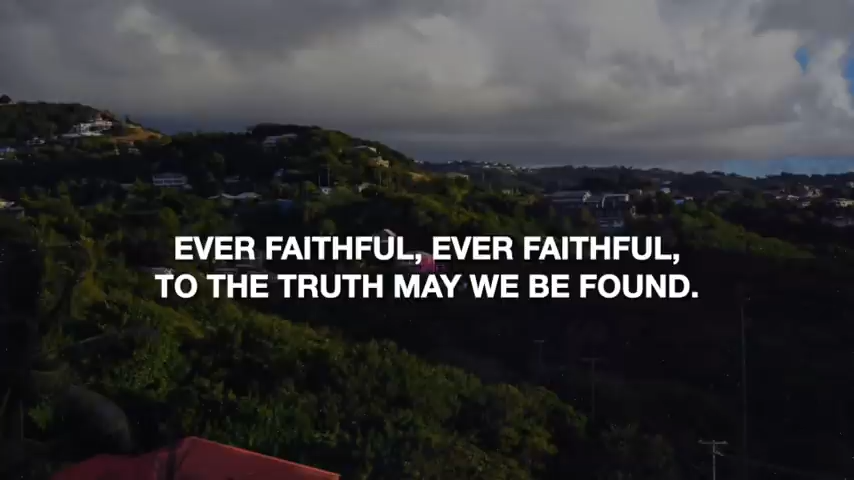 EVER FAITHFUL, EVER FAITHFUL,
TO THE TRUTH MAY WE BE FOUND.